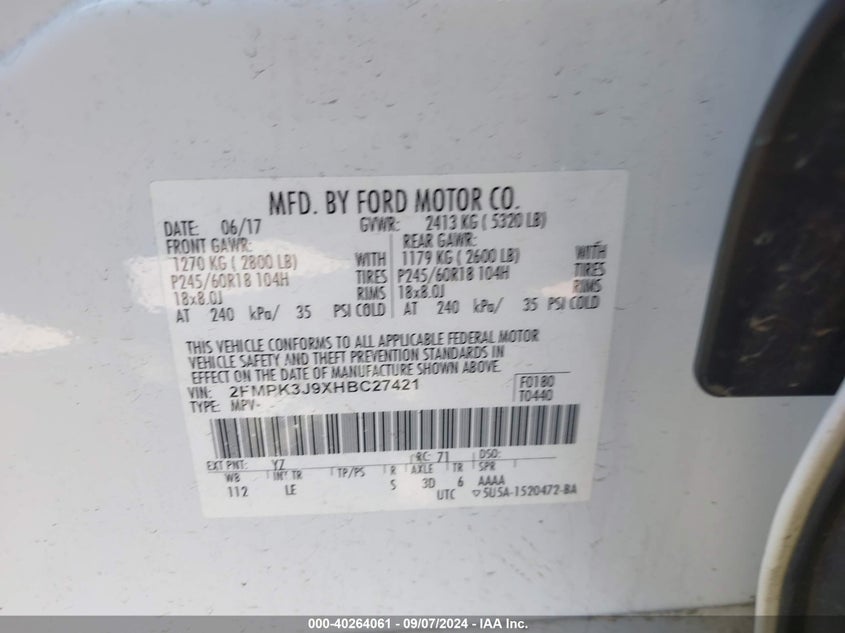 MFD. BY FORD MOTOR CO.
DATE: 06/17 GVWR: 2413 KG ( 5320 LB)
FRONT GAWR: REAR GAWR:
1270 KG ( 2800 LB) WITH 1179 KG ( 2600 LB) WITH
P245/60R18 104H TIRES P245/60R18 104H TIRES
18x8.0J RIMS 18x8.0J RIMS
AT 240 kPa/ 35 PSI COLD AT 240 kPa/ 35 PSI COLD
THIS VEHICLE CONFORMS TO ALL APPLICABLE FEDERAL MOTOR
VEHICLE SAFETY AND THEFT PREVENTION STANDARDS IN
EFFECT ON THE DATE OF MANUFACTURE SHOWN ABOVE.
VIN: 2FMPK3J9XHBC27421 F0180
TYPE: MPV- T0440
EXT PNT: YZ RC: 71 DSO:
WB INT TR TP/PS R AXLE TR SPR
112 LE S 3D 6 AAAA
UTC ▽5U5A-1520472-BA
000-40264061 - 09/07/2024 - IAA Inc.